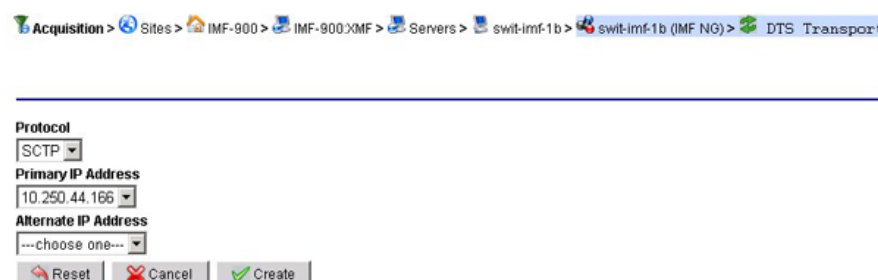 Acquisition > Sites > IMF-900 > IMF-900:XMF > Servers > swit-imf-1b > swit-imf-1b (IMF NG) > DTS Transport
Protocol
SCTP
Primary IP Address
10.250.44.166
Alternate IP Address
---choose one---
Reset Cancel Create